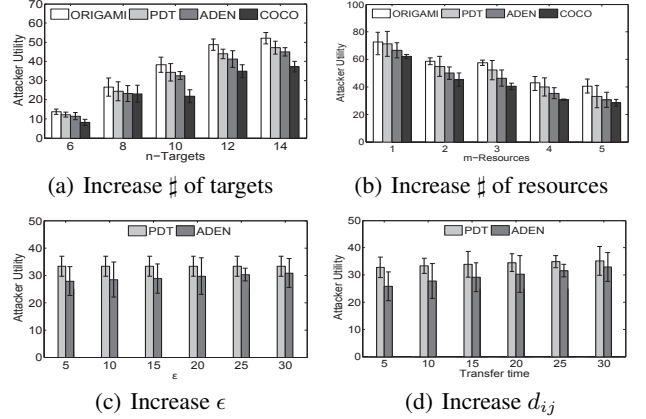 ORIGAMI PDT ADEN COCO
Attacker Utility
70
60
50
40
30
20
10
0
6 8 10 12 14
n−Targets
(a) Increase ♯ of targets
ORIGAMI PDT ADEN COCO
Attacker Utility
100
80
60
40
20
0
1 2 3 4 5
m−Resources
(b) Increase ♯ of resources
PDT ADEN
Attacker Utility
50
40
30
20
10
0
5 10 15 20 25 30
ε
(c) Increase ϵ
PDT ADEN
Attacker Utility
50
40
30
20
10
0
5 10 15 20 25 30
Transfer time
(d) Increase d_{ij}